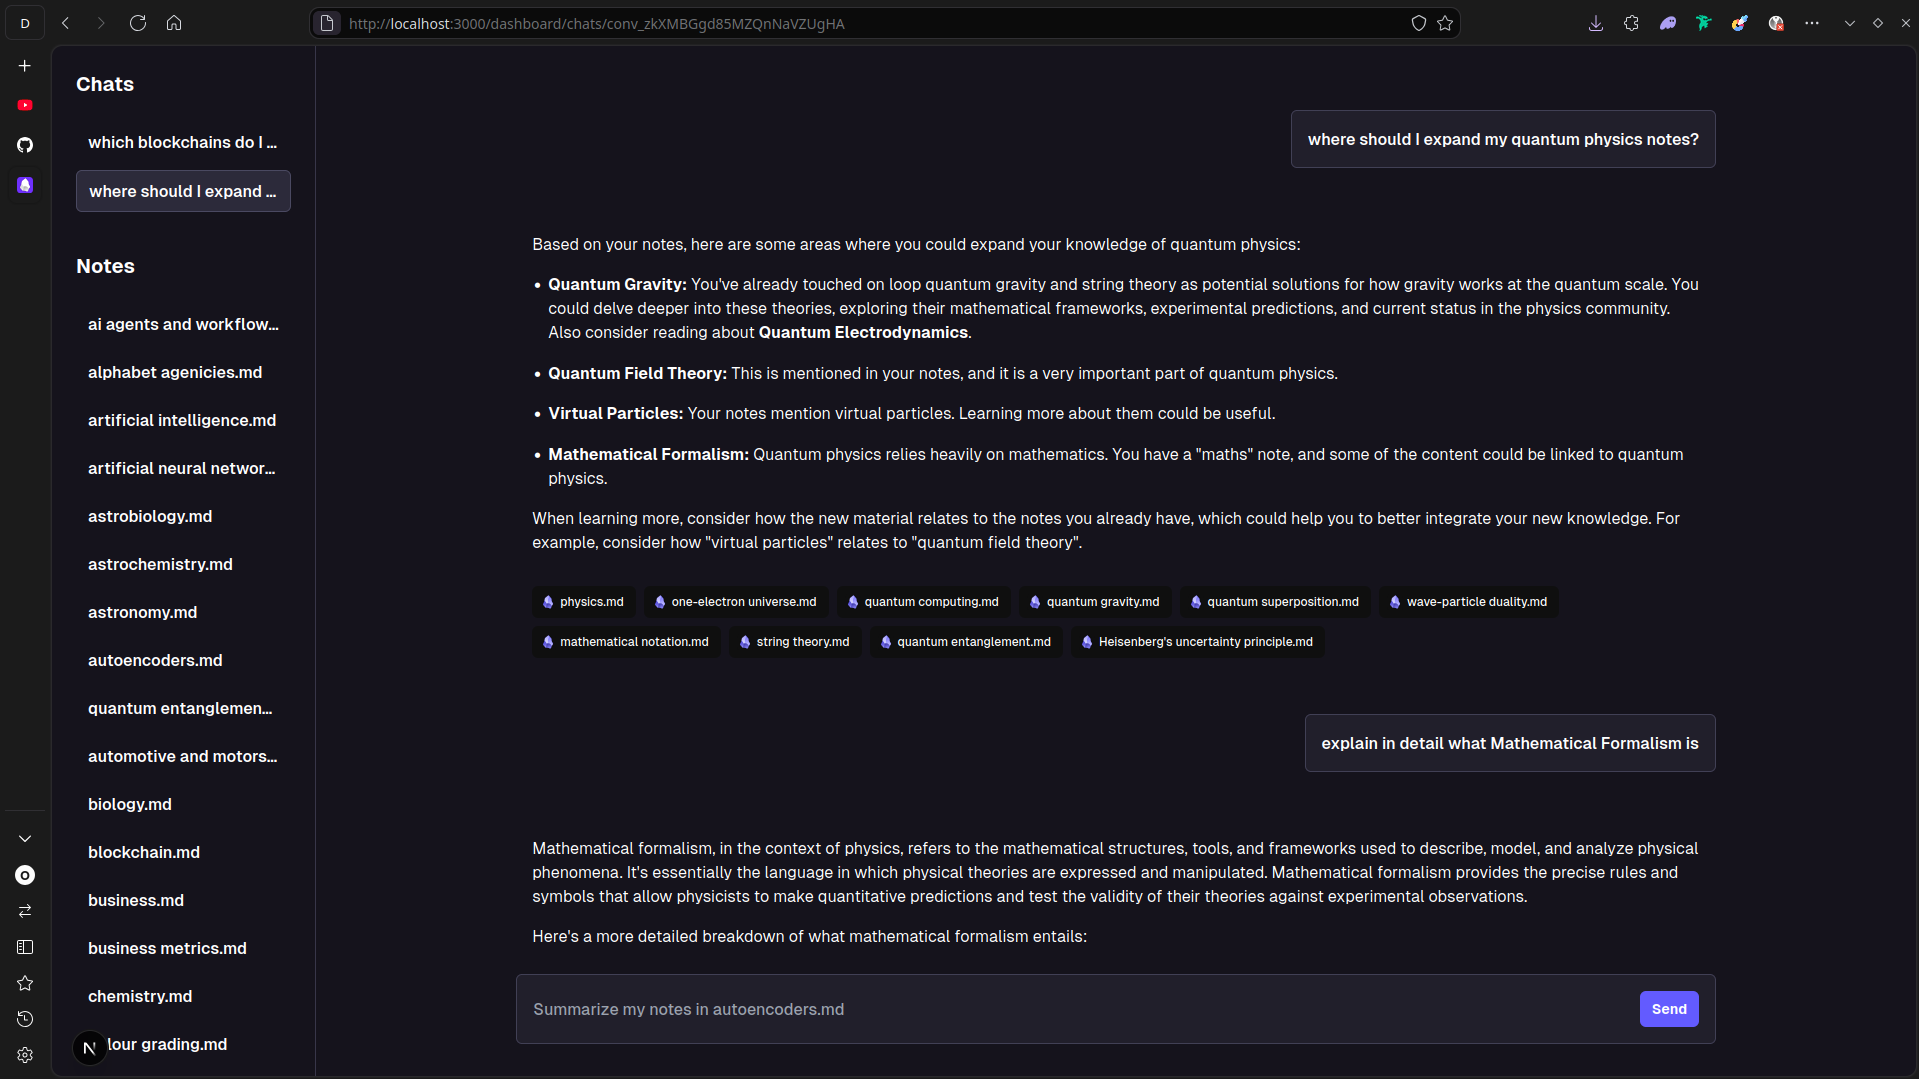 D
http://localhost:3000/dashboard/chats/conv_zkXMBGgd85MZQnNaVZUgHA
Chats
which blockchains do I ...
where should I expand ...
Notes
ai agents and workflow...
alphabet agenicies.md
artificial intelligence.md
artificial neural networ...
astrobiology.md
astrochemistry.md
astronomy.md
autoencoders.md
quantum entanglemen...
automotive and motors...
biology.md
blockchain.md
business.md
business metrics.md
chemistry.md
lour grading.md
N
O
where should I expand my quantum physics notes?
Based on your notes, here are some areas where you could expand your knowledge of quantum physics:
• Quantum Gravity: You've already touched on loop quantum gravity and string theory as potential solutions for how gravity works at the quantum scale. You
could delve deeper into these theories, exploring their mathematical frameworks, experimental predictions, and current status in the physics community.
Also consider reading about Quantum Electrodynamics.
• Quantum Field Theory: This is mentioned in your notes, and it is a very important part of quantum physics.
• Virtual Particles: Your notes mention virtual particles. Learning more about them could be useful.
• Mathematical Formalism: Quantum physics relies heavily on mathematics. You have a "maths" note, and some of the content could be linked to quantum
physics.
When learning more, consider how the new material relates to the notes you already have, which could help you to better integrate your new knowledge. For
example, consider how "virtual particles" relates to "quantum field theory".
physics.md one-electron universe.md quantum computing.md quantum gravity.md quantum superposition.md wave-particle duality.md
mathematical notation.md string theory.md quantum entanglement.md Heisenberg's uncertainty principle.md
explain in detail what Mathematical Formalism is
Mathematical formalism, in the context of physics, refers to the mathematical structures, tools, and frameworks used to describe, model, and analyze physical
phenomena. It's essentially the language in which physical theories are expressed and manipulated. Mathematical formalism provides the precise rules and
symbols that allow physicists to make quantitative predictions and test the validity of their theories against experimental observations.
Here's a more detailed breakdown of what mathematical formalism entails:
Summarize my notes in autoencoders.md
Send